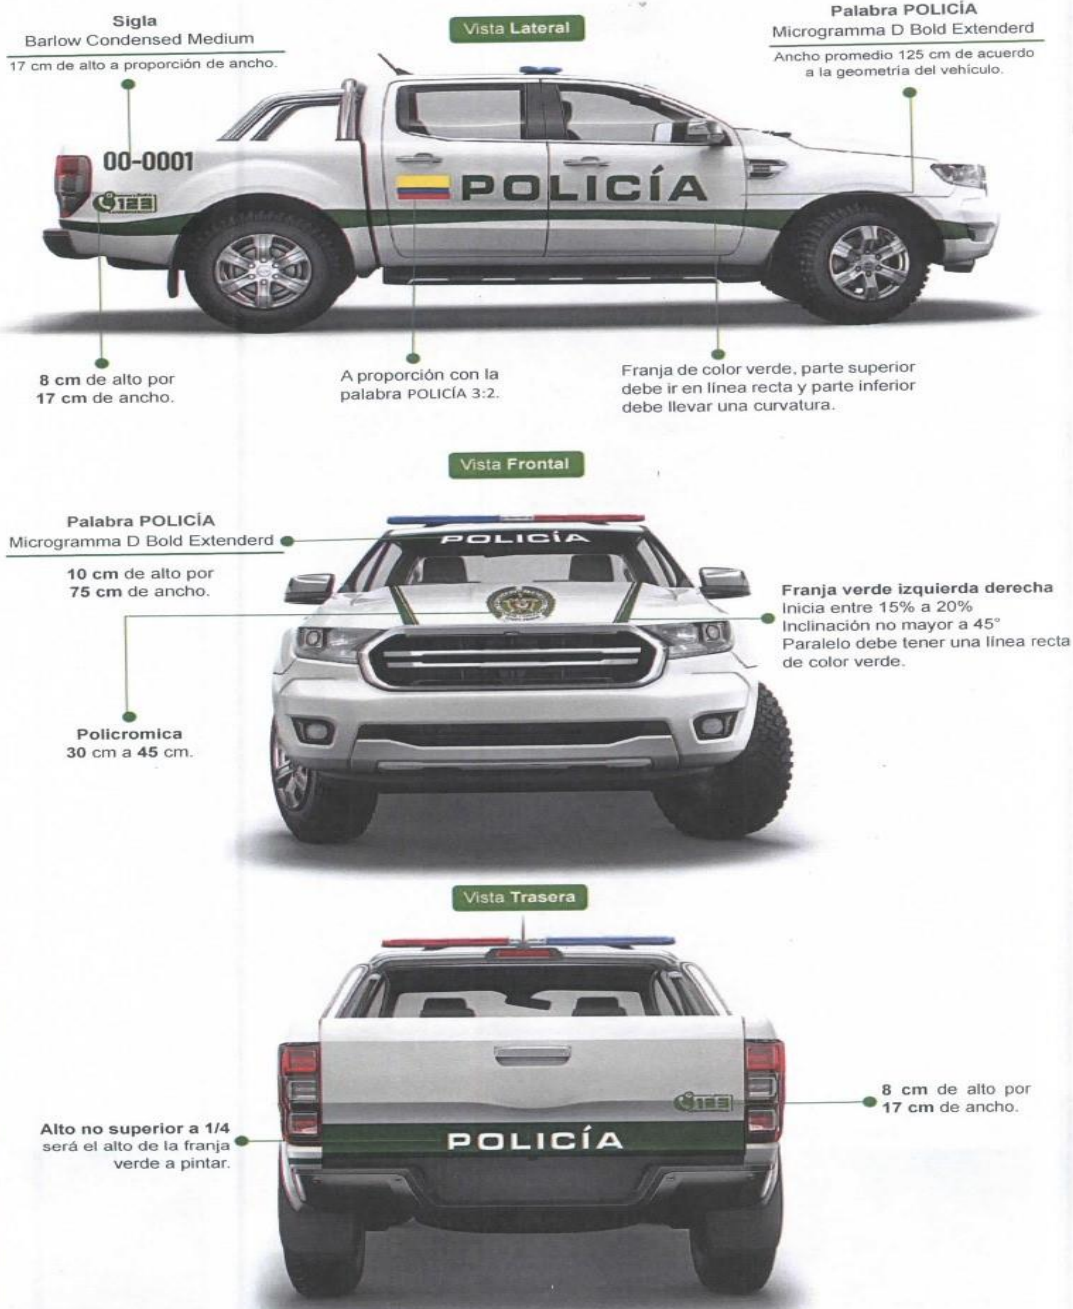 Sigla
Barlow Condensed Medium
17 cm de alto a proporción de ancho.
Vista Lateral
Palabra POLICÍA
Microgramma D Bold Extenderd
Ancho promedio 125 cm de acuerdo
a la geometria del vehículo.
00-0001
123
POLICÍA
8 cm de alto por
17 cm de ancho.
A proporción con la
palabra POLICÍA 3:2.
Franja de color verde, parte superior
debe ir en línea recta y parte inferior
debe llevar una curvatura.
Vista Frontal
Palabra POLICÍA
Microgramma D Bold Extenderd
10 cm de alto por
75 cm de ancho.
POLICÍA
Franja verde izquierda derecha
Inicia entre 15% a 20%
Inclinación no mayor a 45°
Paralelo debe tener una línea recta
de color verde.
Policromica
30 cm a 45 cm.
Vista Trasera
123
8 cm de alto por
17 cm de ancho.
Alto no superior a 1/4
será el alto de la franja
verde a pintar.
POLICÍA